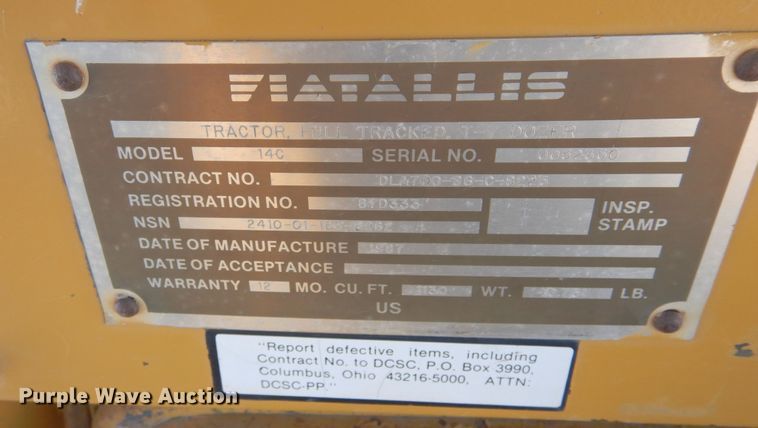 FIATALLIS
TRACTOR, FULL TRACKED, DOZER
MODEL 14C SERIAL NO.
CONTRACT NO.
REGISTRATION NO.
INSP.
NSN STAMP
DATE OF MANUFACTURE 1987
DATE OF ACCEPTANCE
WARRANTY 12 MO. CU. FT. WT. LB.
US
"Report defective items, including
Contract No. to DCSC, P.O. Box 3990,
Columbus, Ohio 43216-5000, ATTN:
DCSC-PP."
Purple Wave Auction